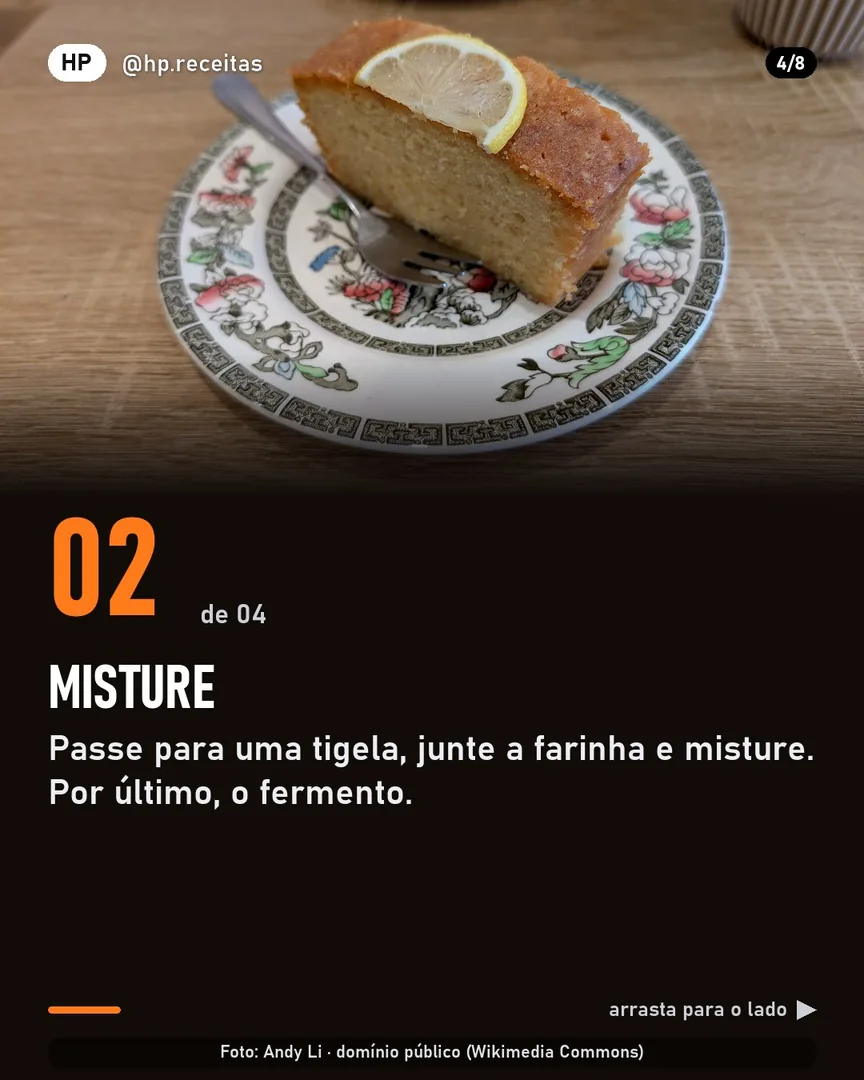 HP @hp.receitas
4/8
02 de 04
MISTURE
Passe para uma tigela, junte a farinha e misture.
Por último, o fermento.
arrasta para o lado ▶
Foto: Andy Li · domínio público (Wikimedia Commons)